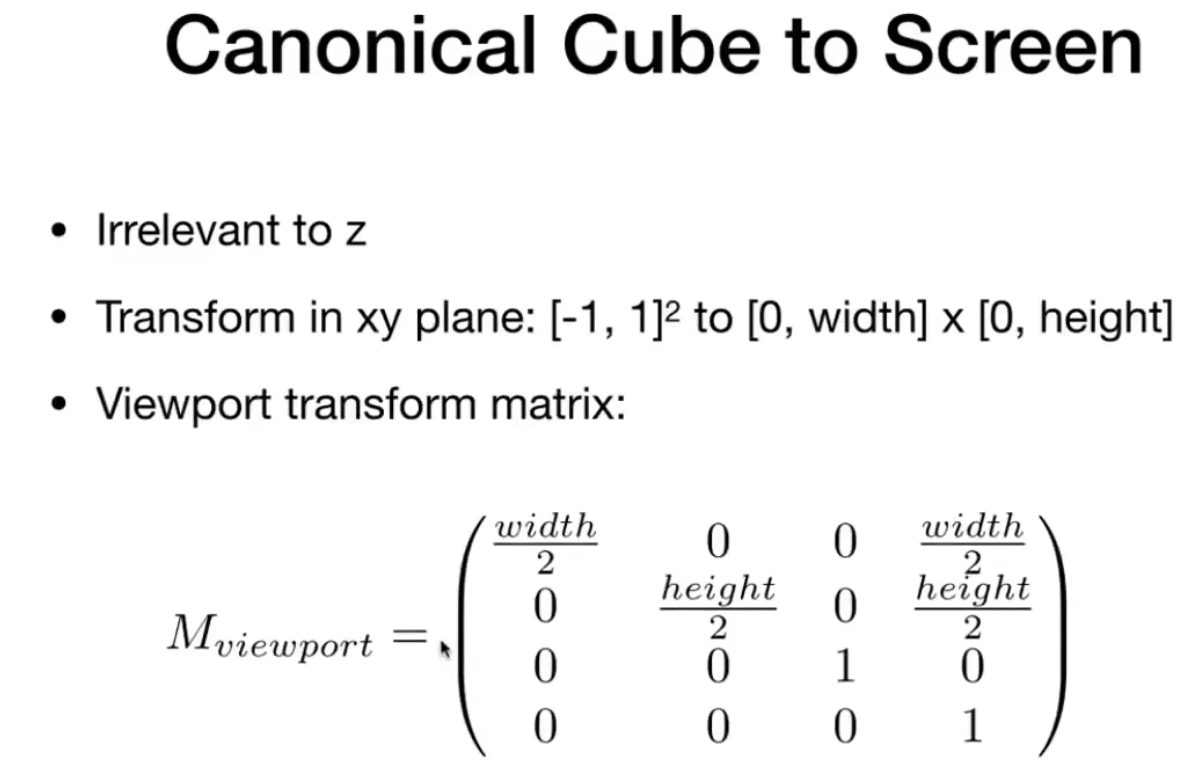 Canonical Cube to Screen
• Irrelevant to z
• Transform in xy plane: [-1, 1]² to [0, width] x [0, height]
• Viewport transform matrix:
M_{viewport} = \begin{pmatrix} \frac{width}{2} & 0 & 0 & \frac{width}{2} \\ 0 & \frac{height}{2} & 0 & \frac{height}{2} \\ 0 & 0 & 1 & 0 \\ 0 & 0 & 0 & 1 \end{pmatrix}